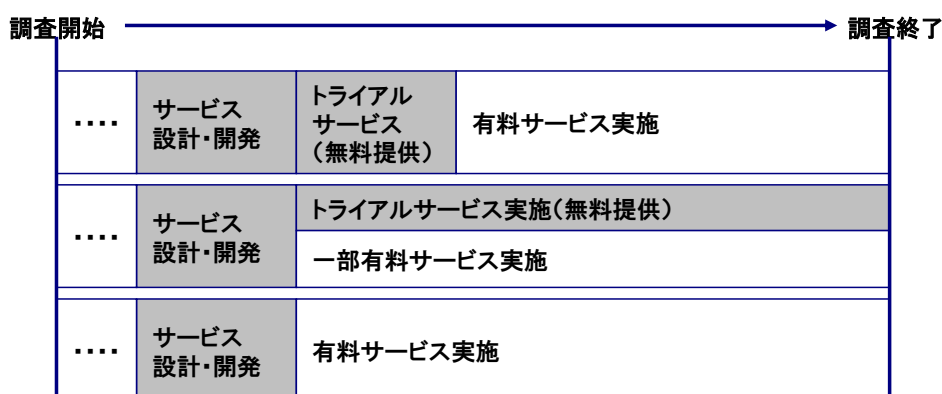 調査開始
調査終了
‥‥
サービス
設計・開発
トライアル
サービス
（無料提供）
有料サービス実施
‥‥
サービス
設計・開発
トライアルサービス実施（無料提供）
一部有料サービス実施
‥‥
サービス
設計・開発
有料サービス実施